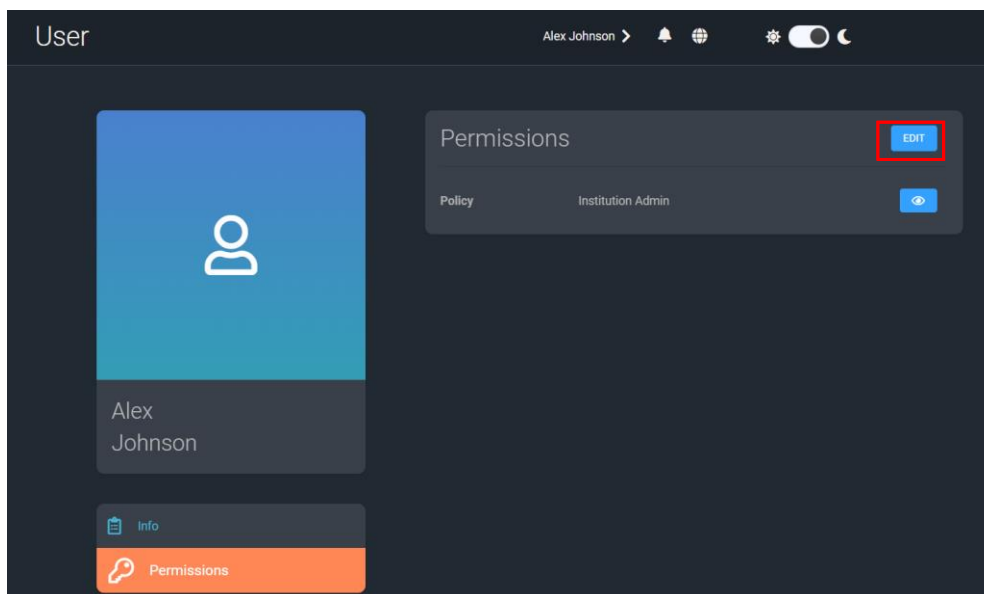 User
Alex Johnson
Permissions
EDIT
Policy
Institution Admin
Alex
Johnson
Info
Permissions